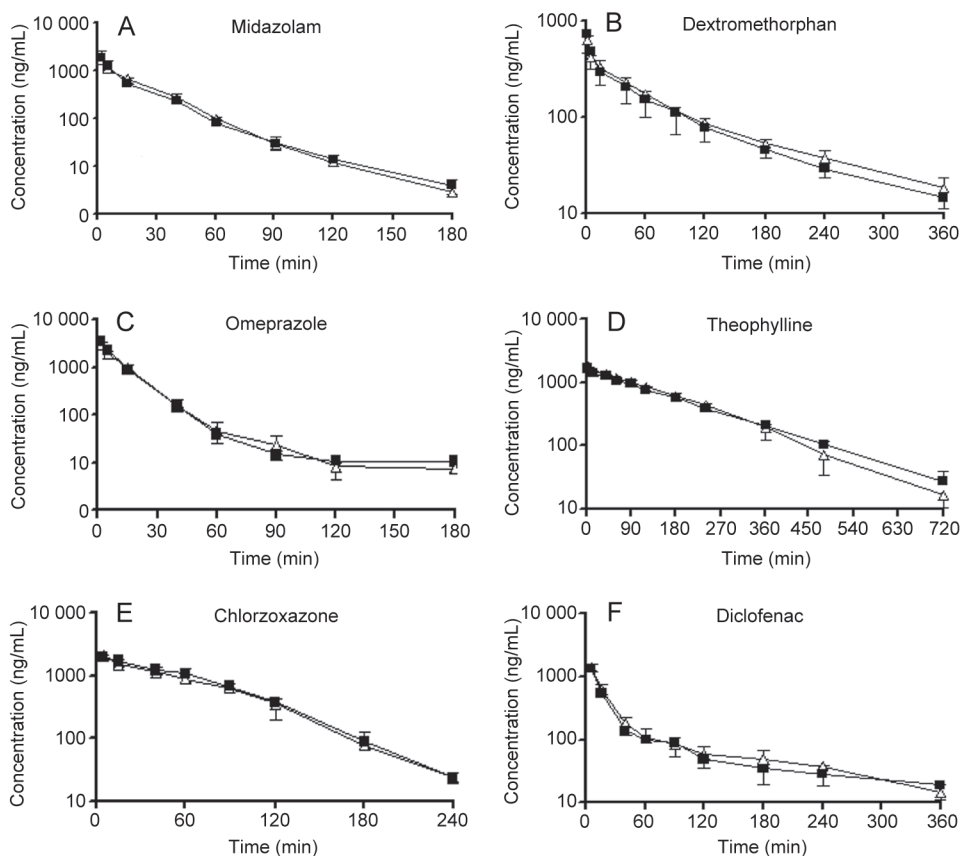 A Midazolam
Concentration (ng/mL)
10 000
1000
100
10
0
0 30 60 90 120 150 180
Time (min)
B Dextromethorphan
Concentration (ng/mL)
1000
100
10
0 60 120 180 240 300 360
Time (min)
C Omeprazole
Concentration (ng/mL)
10 000
1000
100
10
0
0 30 60 90 120 150 180
Time (min)
D Theophylline
Concentration (ng/mL)
10 000
1000
100
10
0 90 180 240 360 450 540 630 720
Time (min)
E Chlorzoxazone
Concentration (ng/mL)
10 000
1000
100
10
0 60 120 180 240
Time (min)
F Diclofenac
Concentration (ng/mL)
10 000
1000
100
10
0 60 120 180 240 300 360
Time (min)